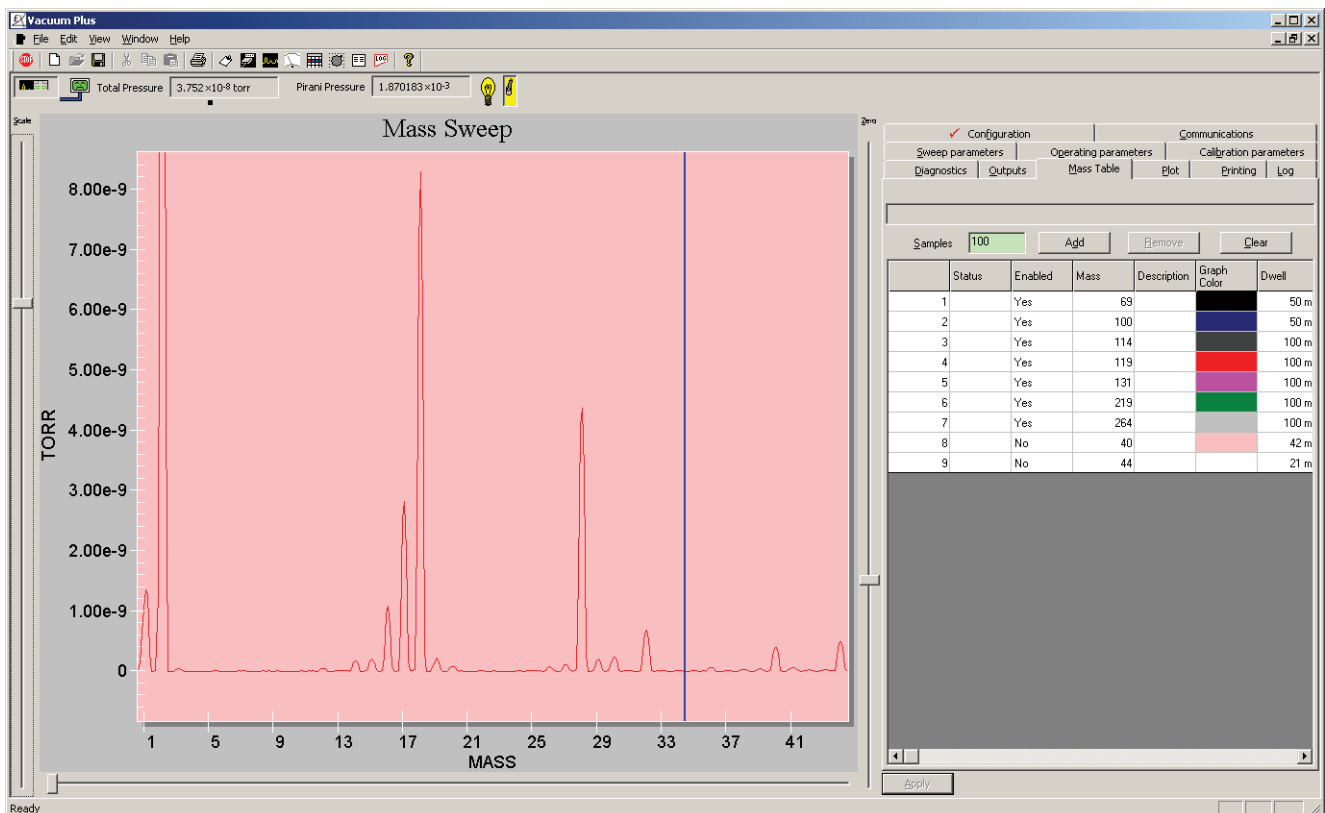 Vacuum Plus
File Edit View Window Help
STOP LOG ?
Total Pressure 3.752×10-8 torr Pirani Pressure 1.870183×10-3
Scale
Mass Sweep
Zero
8.00e-9
7.00e-9
6.00e-9
5.00e-9
4.00e-9
3.00e-9
2.00e-9
1.00e-9
0
TORR
1 5 9 13 17 21 25 29 33 37 41
MASS
Configuration Communications
Sweep parameters Operating parameters Calibration parameters
Diagnostics Outputs Mass Table Plot Printing Log
Samples 100 Add Remove Clear
Status Enabled Mass Description Graph Color Dwell
1 Yes 69 50 m
2 Yes 100 50 m
3 Yes 114 100 m
4 Yes 119 100 m
5 Yes 131 100 m
6 Yes 219 100 m
7 Yes 264 100 m
8 No 40 42 m
9 No 44 21 m
Apply
Ready